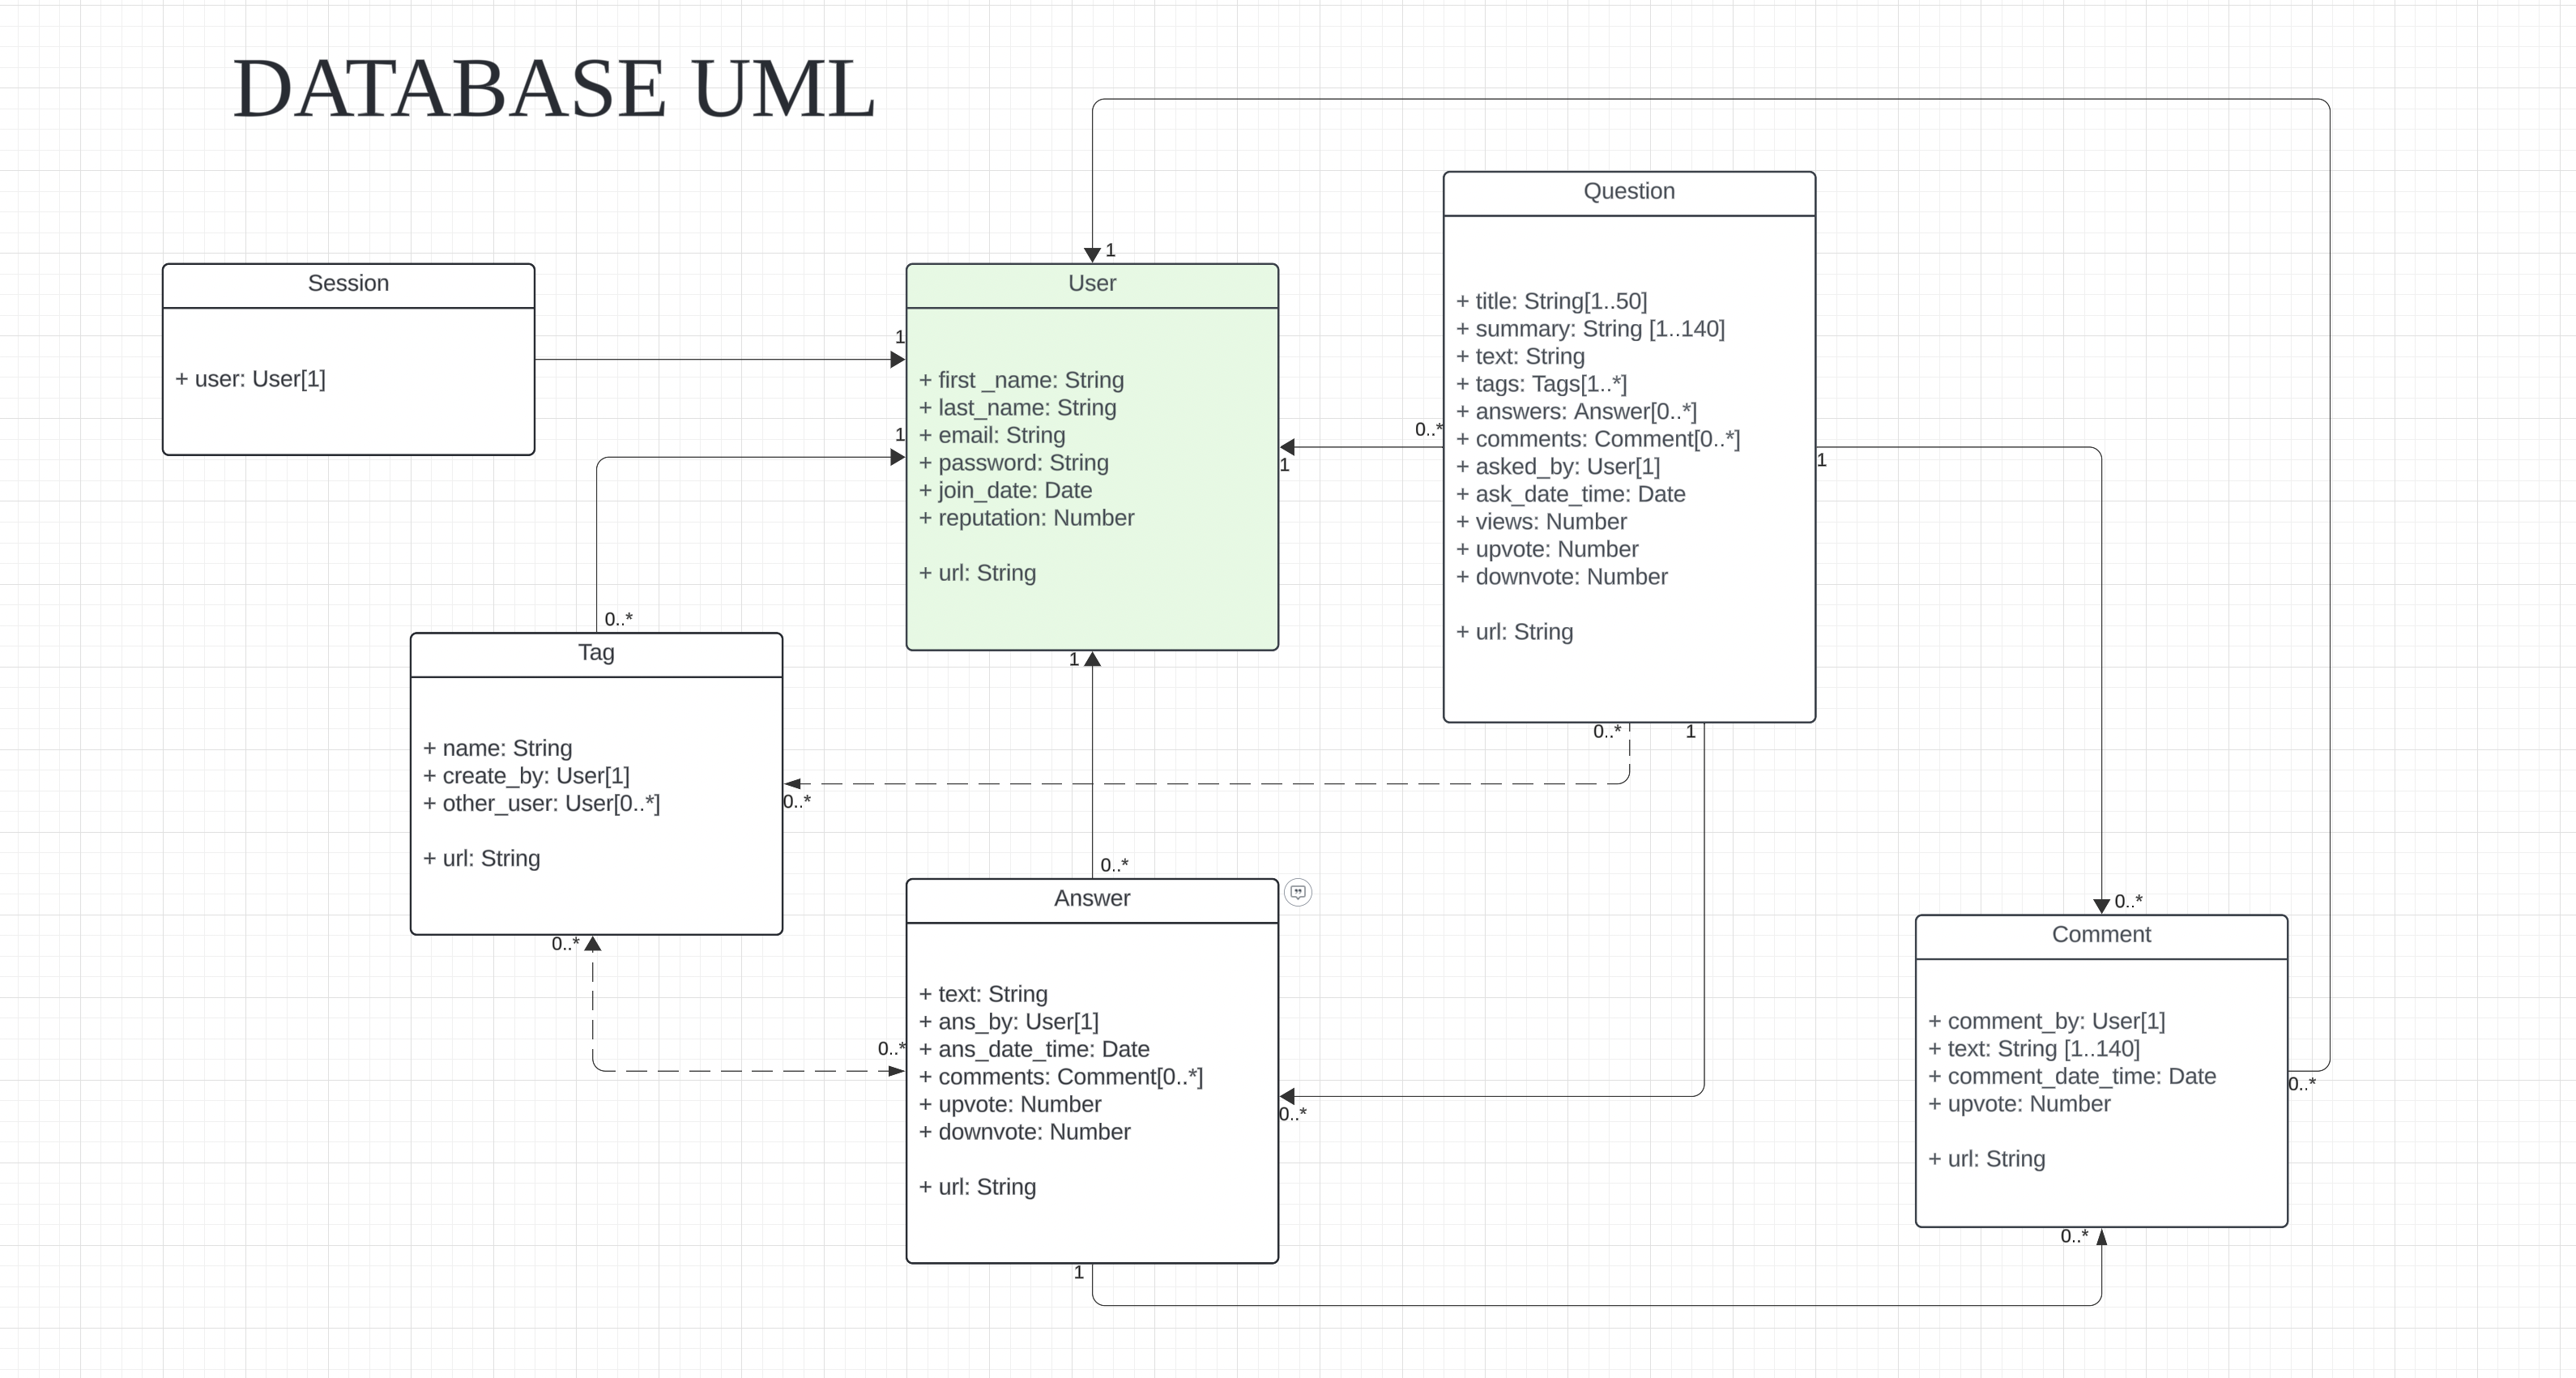 DATABASE UML
Session
+ user: User[1]
1
1
User
+ first _name: String
+ last_name: String
+ email: String
+ password: String
+ join_date: Date
+ reputation: Number
+ url: String
1
1
0..*
1
Question
+ title: String[1..50]
+ summary: String [1..140]
+ text: String
+ tags: Tags[1..*]
+ answers: Answer[0..*]
+ comments: Comment[0..*]
+ asked_by: User[1]
+ ask_date_time: Date
+ views: Number
+ upvote: Number
+ downvote: Number
+ url: String
1
0..*
1
0..*
Tag
+ name: String
+ create_by: User[1]
+ other_user: User[0..*]
+ url: String
0..*
0..*
0..*
Answer
+ text: String
+ ans_by: User[1]
+ ans_date_time: Date
+ comments: Comment[0..*]
+ upvote: Number
+ downvote: Number
+ url: String
0..*
0..*
1
0..*
Comment
+ comment_by: User[1]
+ text: String [1..140]
+ comment_date_time: Date
+ upvote: Number
+ url: String
0..*
0..*